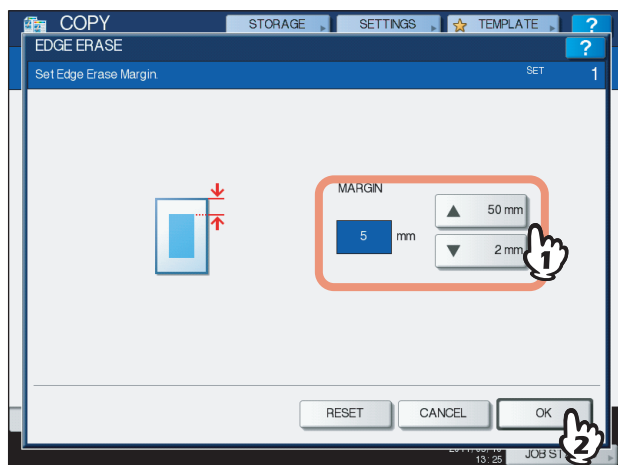 COPY
STORAGE SETTINGS TEMPLATE ?
EDGE ERASE ?
Set Edge Erase Margin. SET 1
MARGIN
▲ 50 mm
5 mm
▼ 2 mm
1
RESET CANCEL OK
2
13:25 JOB